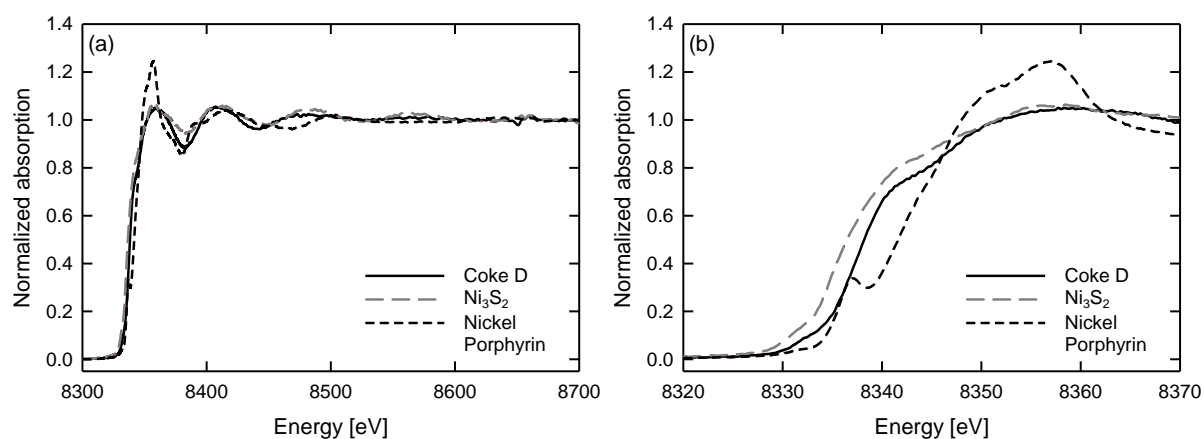 (a)
1.4
1.2
1.0
0.8
0.6
0.4
0.2
0.0
Normalized absorption
Coke D
Ni₃S₂
Nickel
Porphyrin
8300
8400
8500
8600
8700
Energy [eV]
(b)
1.4
1.2
1.0
0.8
0.6
0.4
0.2
0.0
Normalized absorption
Coke D
Ni₃S₂
Nickel
Porphyrin
8320
8330
8340
8350
8360
8370
Energy [eV]